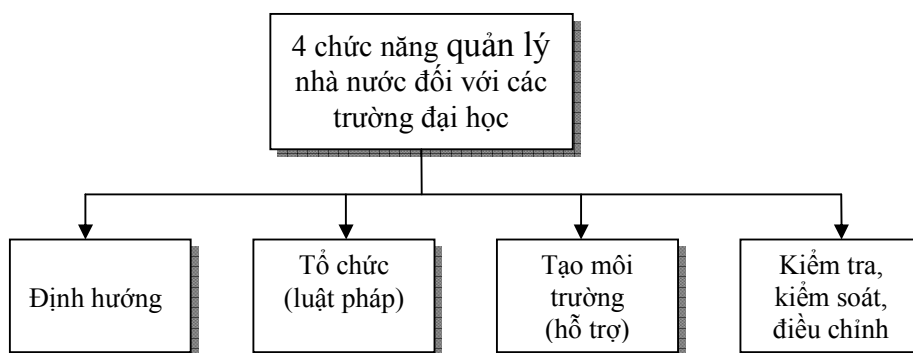 4 chức năng quản lý
nhà nước đối với các
trường đại học
Định hướng
Tổ chức
(luật pháp)
Tạo môi
trường
(hỗ trợ)
Kiểm tra,
kiểm soát,
điều chỉnh